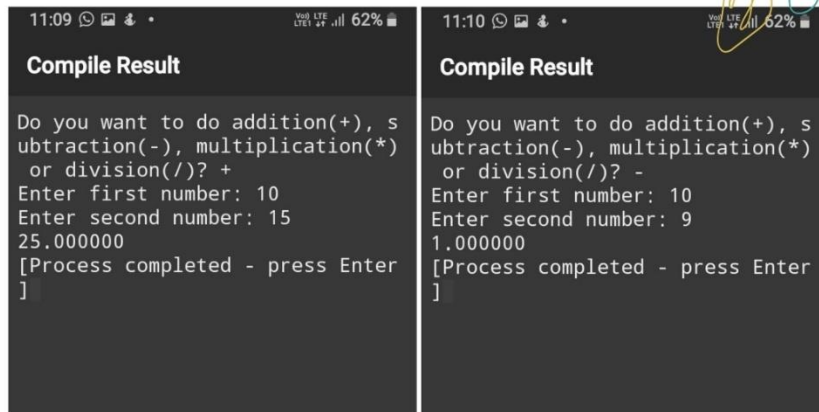 11:09 62%
Compile Result
Do you want to do addition(+), s
ubtraction(-), multiplication(*)
 or division(/)? +
Enter first number: 10
Enter second number: 15
25.000000
[Process completed - press Enter
]
11:10 62%
Compile Result
Do you want to do addition(+), s
ubtraction(-), multiplication(*)
 or division(/)? -
Enter first number: 10
Enter second number: 9
1.000000
[Process completed - press Enter
]